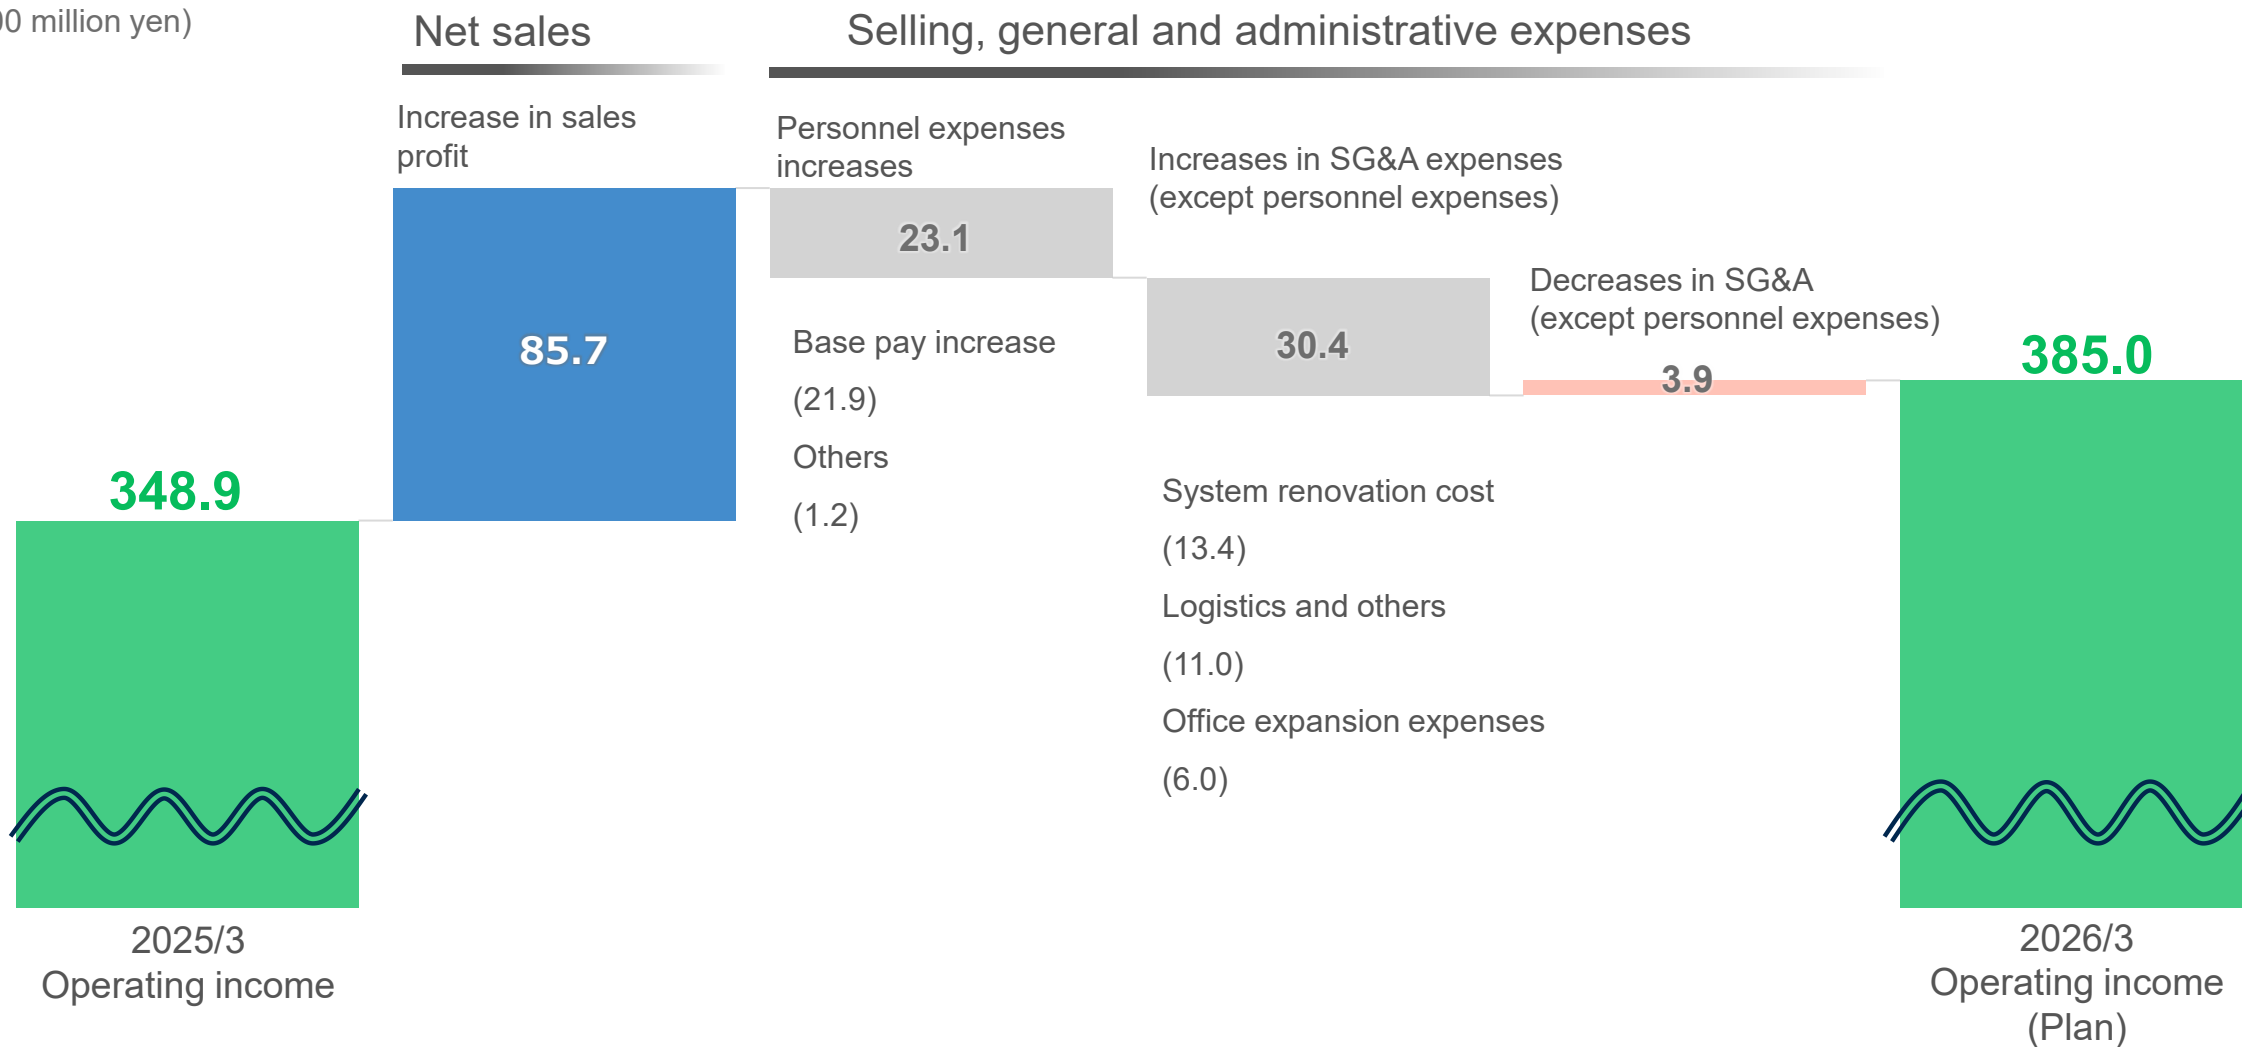 million yen)
Net sales
Selling, general and administrative expenses
Increase in sales
profit
Personnel expenses
increases
Increases in SG&A expenses
(except personnel expenses)
Decreases in SG&A
(except personnel expenses)
23.1
30.4
3.9
85.7
348.9
385.0
Base pay increase
(21.9)
Others
(1.2)
System renovation cost
(13.4)
Logistics and others
(11.0)
Office expansion expenses
(6.0)
2025/3
Operating income
2026/3
Operating income
(Plan)